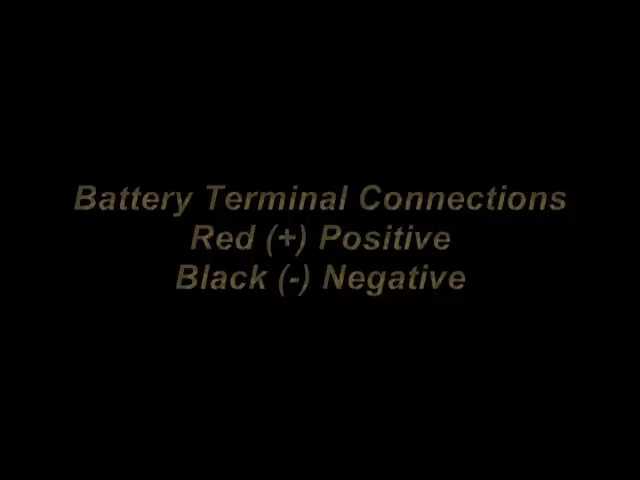 Battery Terminal Connections
Red (+) Positive
Black (-) Negative